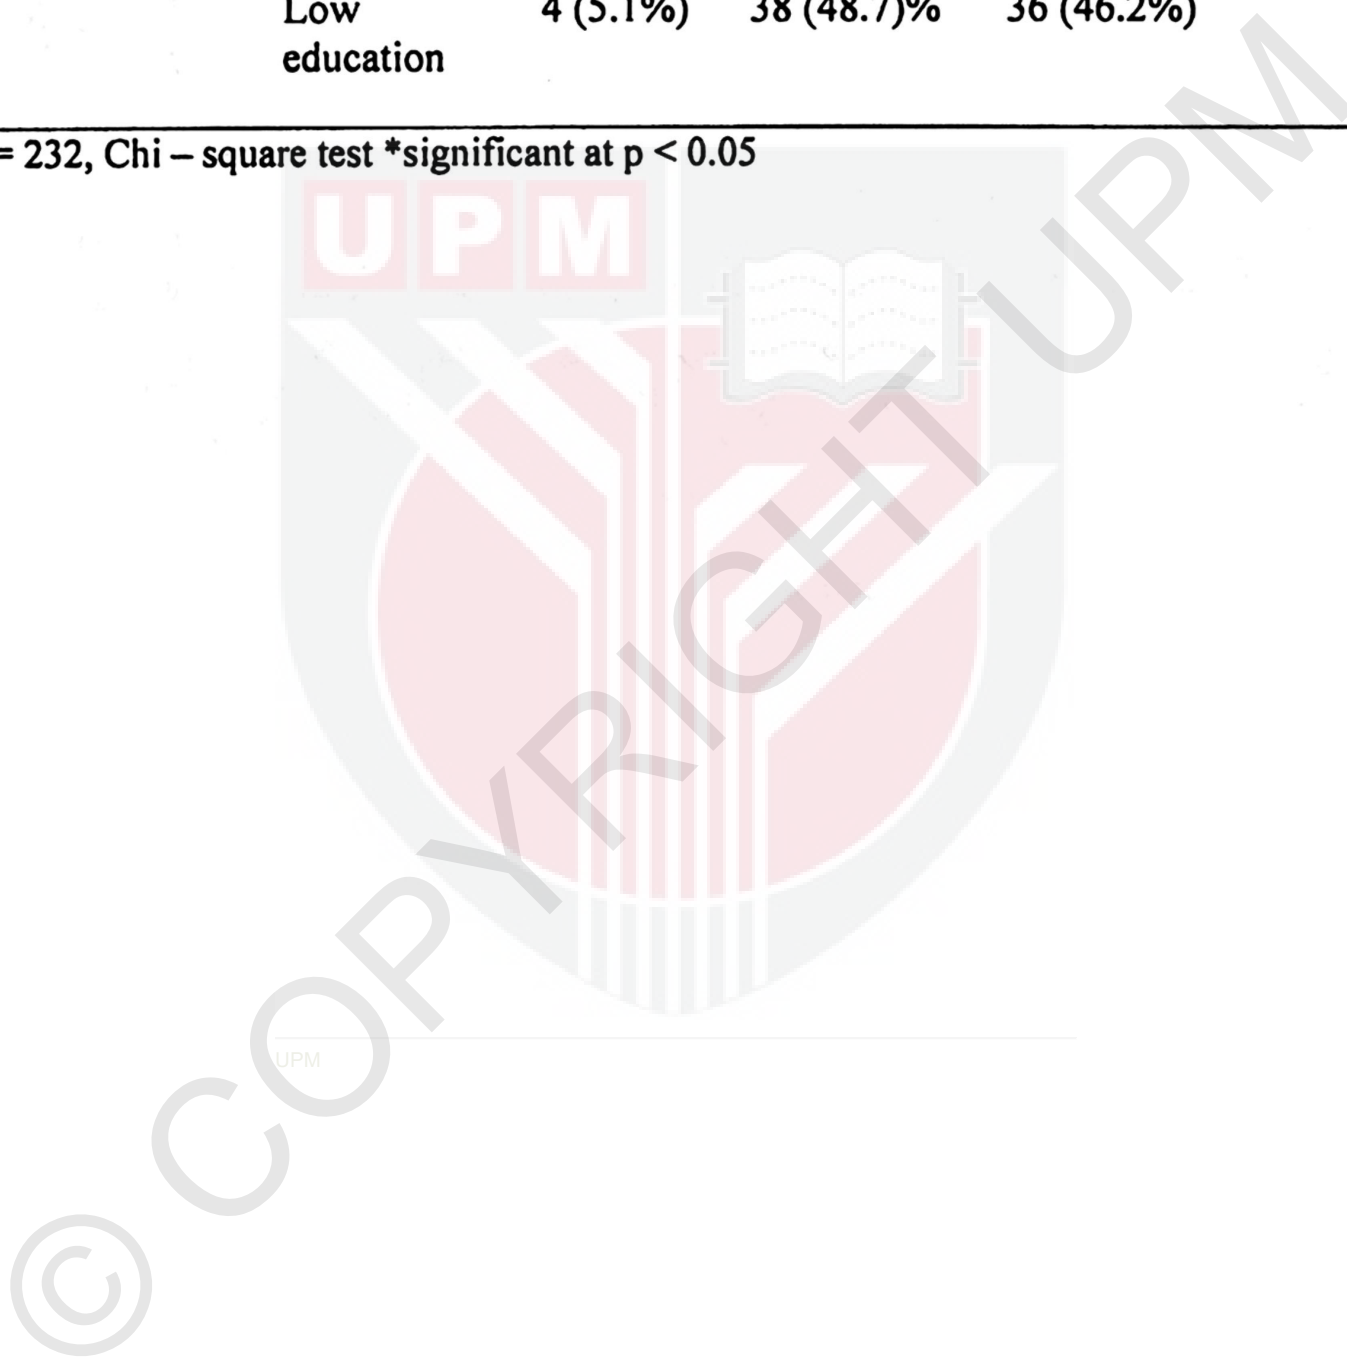 Low 4 (5.1%) 38 (48.7)% 36 (46.2%)
education
= 232, Chi – square test *significant at p < 0.05
UPM
© COPYRIGHT UPM
UPM